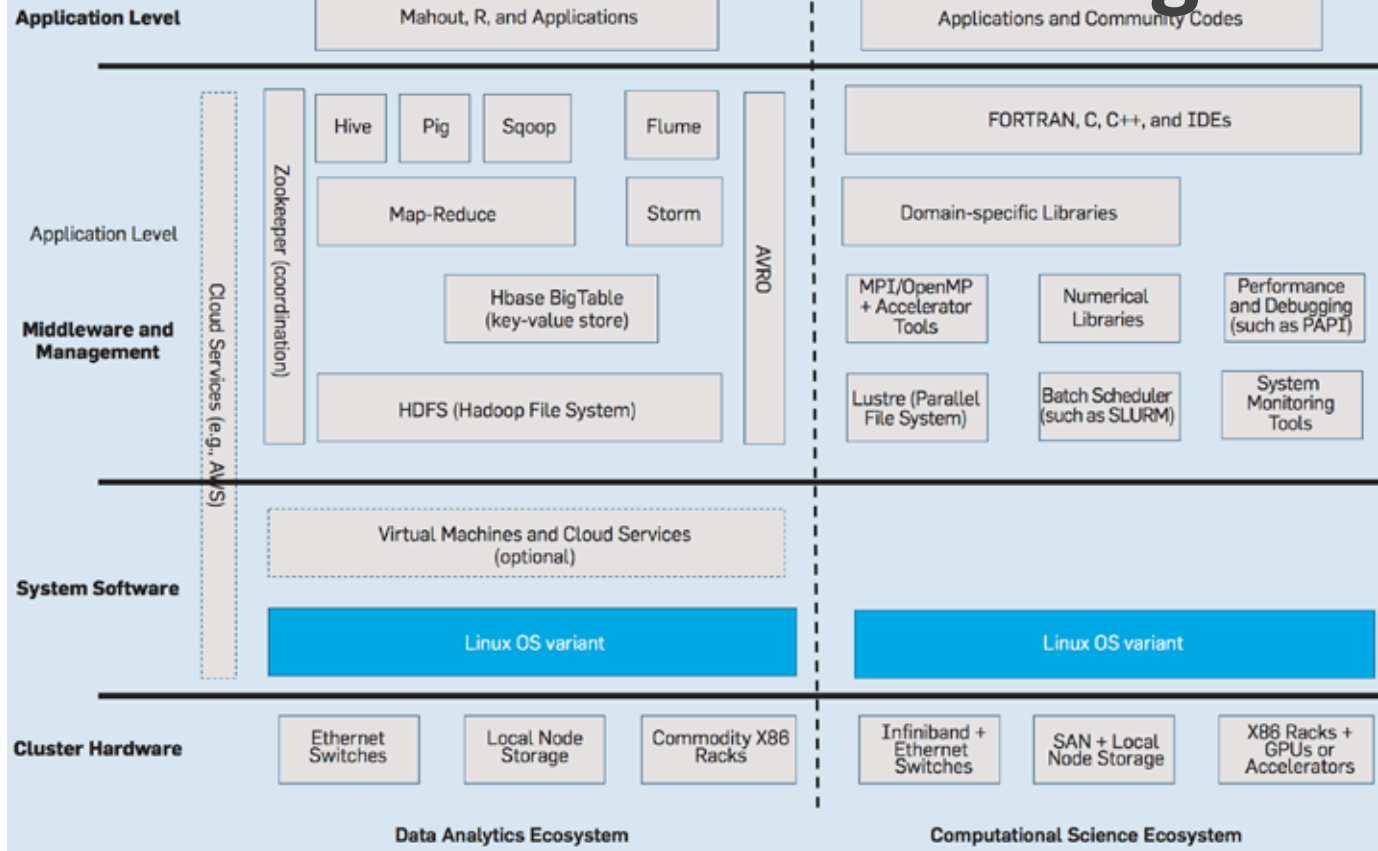 g
Application Level
Mahout, R, and Applications
Applications and Community Codes
Cloud Services (e.g., AWS)
Zookeeper (coordination)
Hive
Pig
Sqoop
Flume
AVRO
FORTRAN, C, C++, and IDEs
Application Level
Map-Reduce
Storm
Domain-specific Libraries
Middleware and
Management
Hbase BigTable
(key-value store)
MPI/OpenMP
+ Accelerator
Tools
Numerical
Libraries
Performance
and Debugging
(such as PAPI)
HDFS (Hadoop File System)
Lustre (Parallel
File System)
Batch Scheduler
(such as SLURM)
System
Monitoring
Tools
System Software
Virtual Machines and Cloud Services
(optional)
Linux OS variant
Linux OS variant
Cluster Hardware
Ethernet
Switches
Local Node
Storage
Commodity X86
Racks
Infiniband +
Ethernet
Switches
SAN + Local
Node Storage
X86 Racks +
GPUs or
Accelerators
Data Analytics Ecosystem
Computational Science Ecosystem